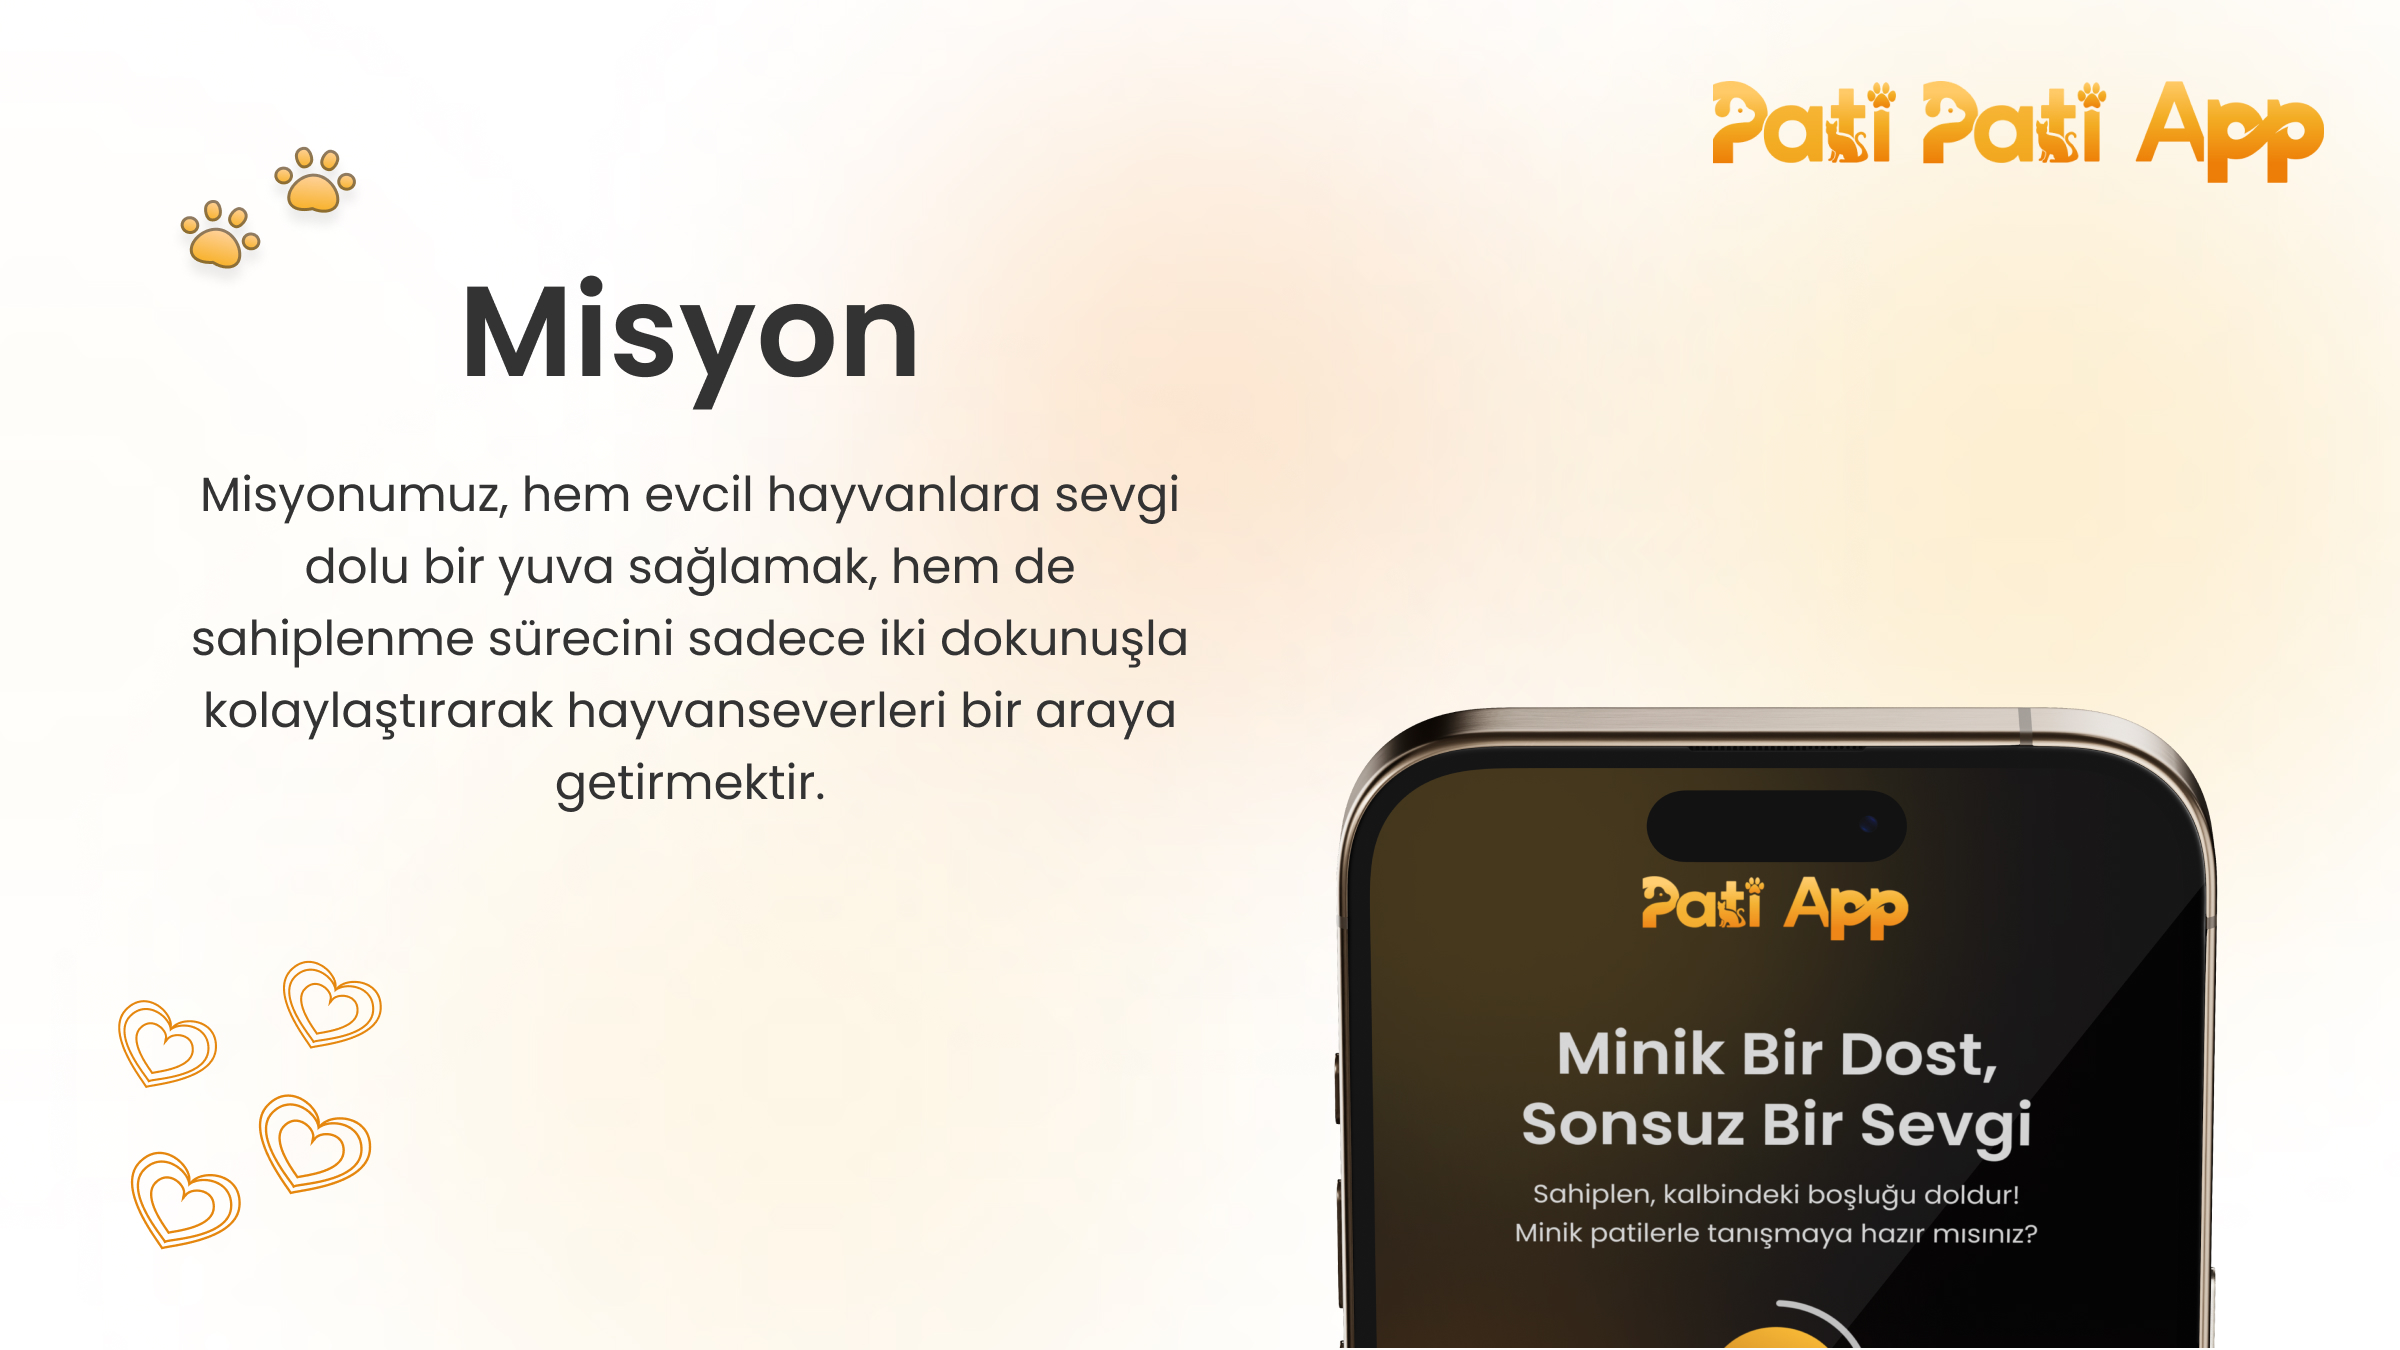 Pati Pati App
Misyon
Misyonumuz, hem evcil hayvanlara sevgi
dolu bir yuva sağlamak, hem de
sahiplenme sürecini sadece iki dokunuşla
kolaylaştırarak hayvanseverleri bir araya
getirmektir.
Pati App
Minik Bir Dost,
Sonsuz Bir Sevgi
Sahiplen, kalbindeki boşluğu doldur!
Minik patilerle tanışmaya hazır mısınız?